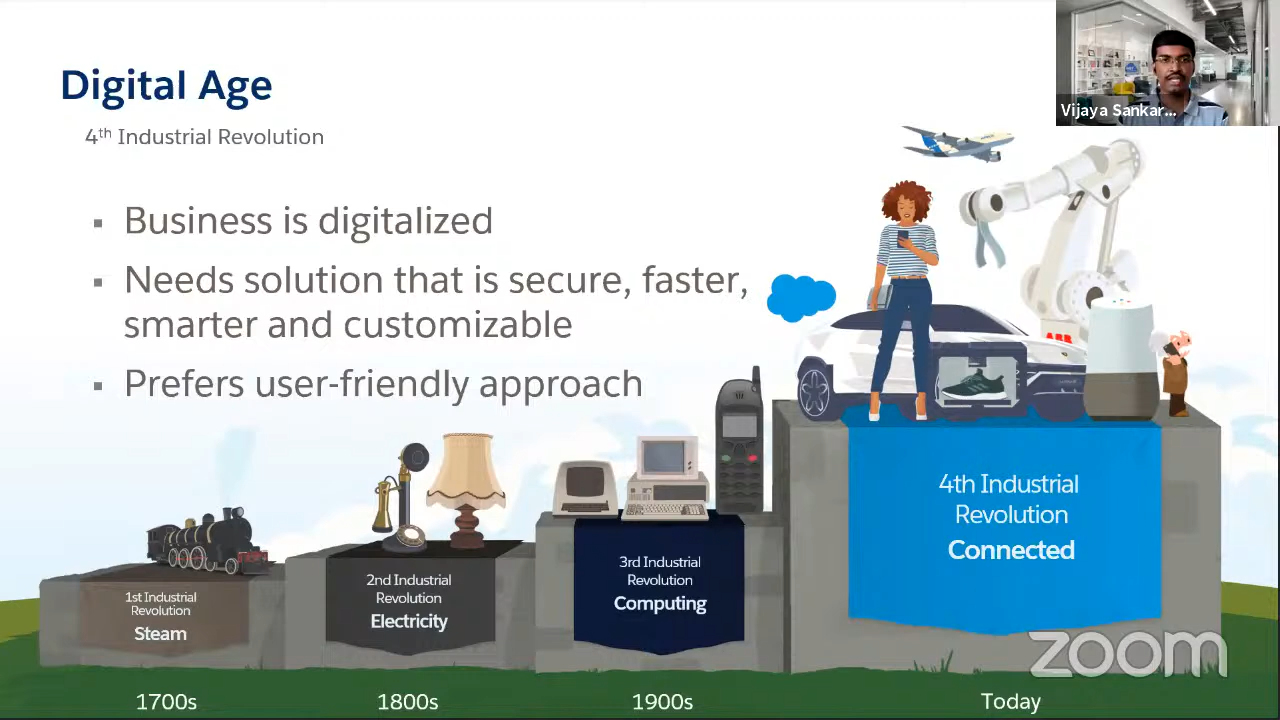 Digital Age
4th Industrial Revolution
Vijaya Sankar...
▪ Business is digitalized
▪ Needs solution that is secure, faster,
smarter and customizable
▪ Prefers user-friendly approach
ABB
1st Industrial
Revolution
Steam
2nd Industrial
Revolution
Electricity
3rd Industrial
Revolution
Computing
4th Industrial
Revolution
Connected
zoom
1700s
1800s
1900s
Today